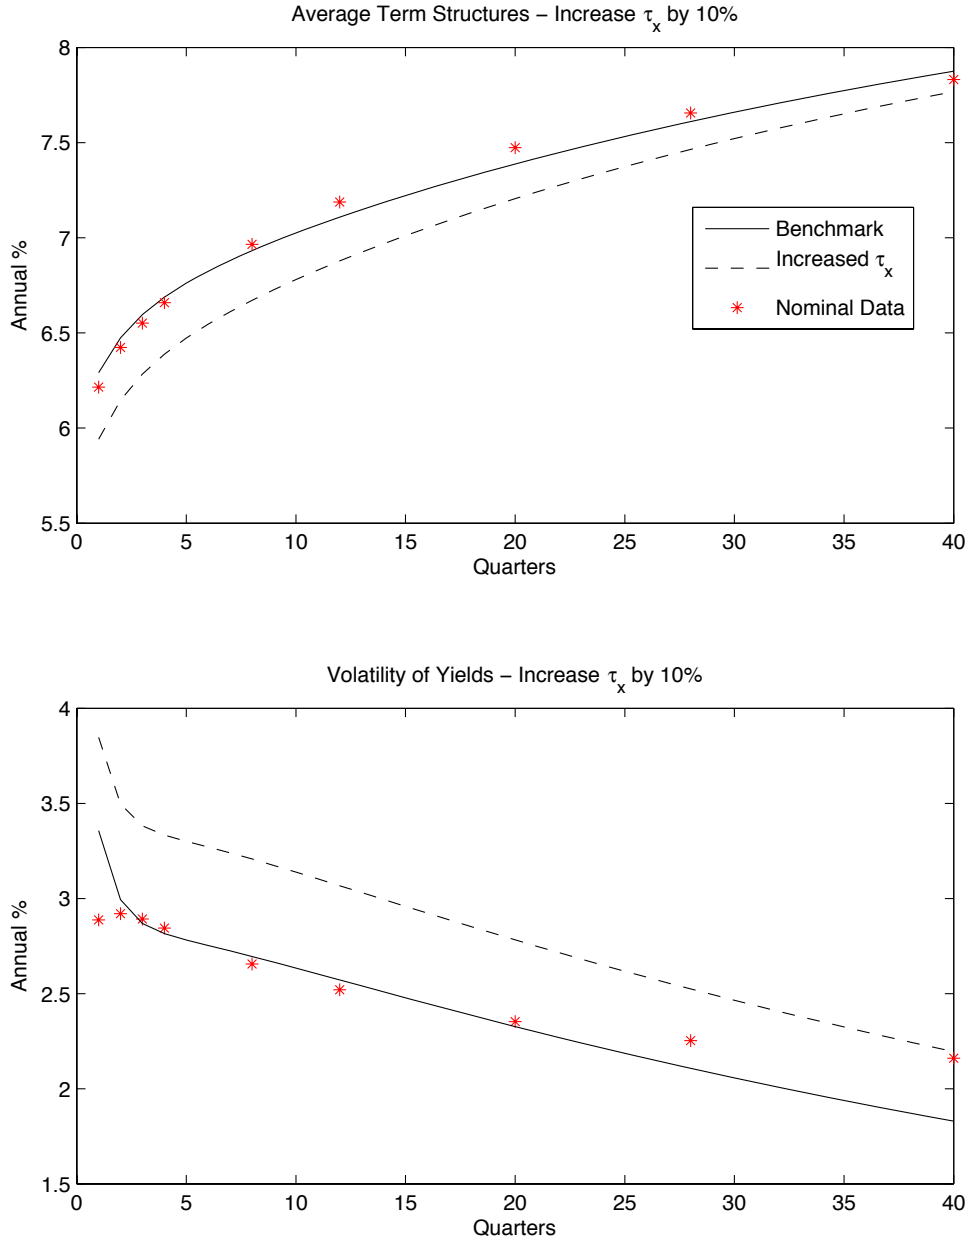 Average Term Structures – Increase τx by 10%
8
7.5
7
6.5
6
5.5
Annual %
Benchmark
Increased τx
Nominal Data
0 5 10 15 20 25 30 35 40
Quarters
Volatility of Yields – Increase τx by 10%
4
3.5
3
2.5
2
1.5
Annual %
0 5 10 15 20 25 30 35 40
Quarters